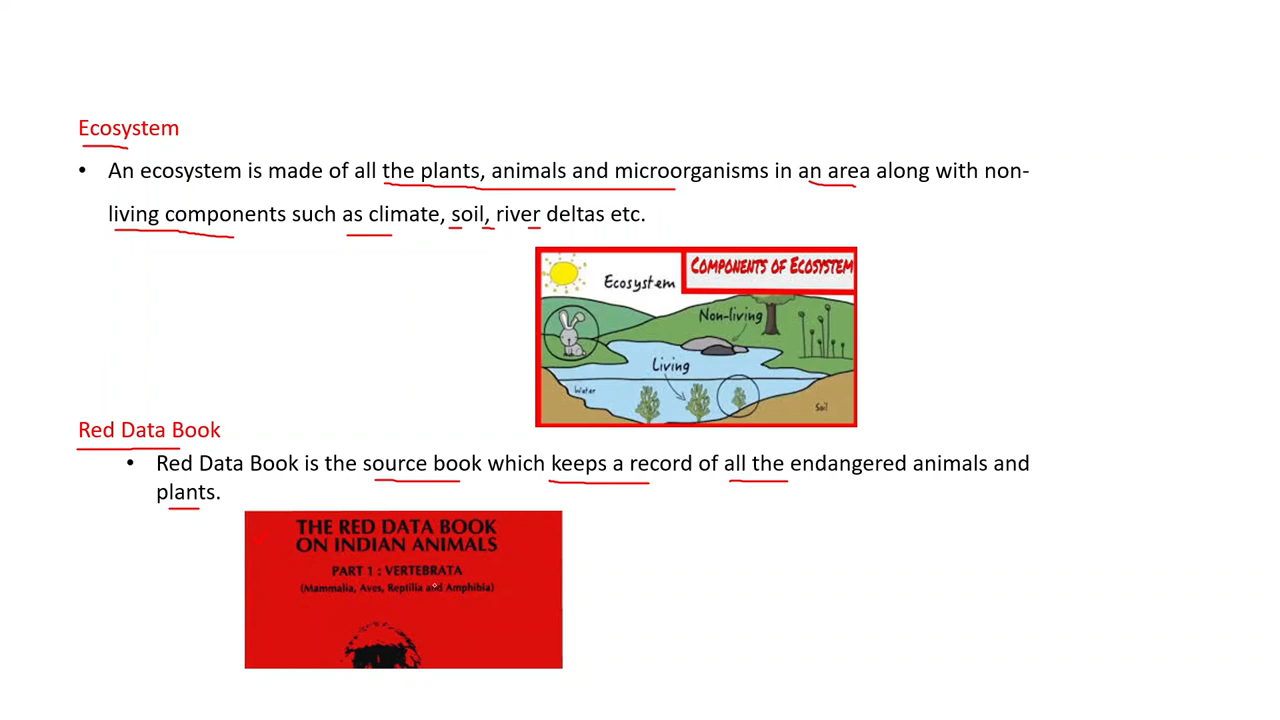 Ecosystem
• An ecosystem is made of all the plants, animals and microorganisms in an area along with non-
living components such as climate, soil, river deltas etc.
COMPONENTS OF ECOSYSTEM
Ecosystem
Non-living
Living
Water
Soil
Red Data Book
• Red Data Book is the source book which keeps a record of all the endangered animals and
plants.
THE RED DATA BOOK
ON INDIAN ANIMALS
PART 1 : VERTEBRATA
(Mammalia, Aves, Reptilia and Amphibia)